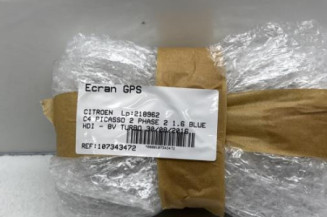 Ecran GPS
CITROEN Lp:218962
C4 PICASSO 2 PHASE 2 1.6 BLUE
HDI - 8V TURBO 30/09/2016
REF:107343472